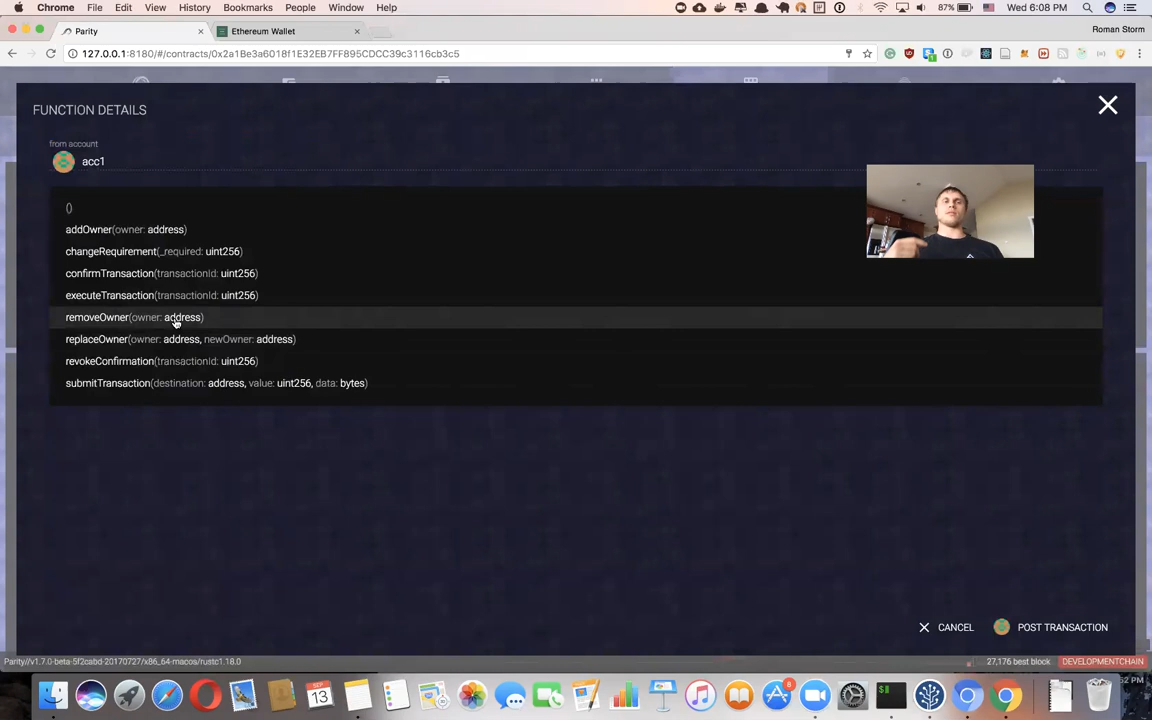 Chrome File Edit View History Bookmarks People Window Help 87% Wed 6:08 PM
Parity Ethereum Wallet Roman Storm
127.0.0.1:8180/#/contracts/0x2a1Be3a6018f1E32EB7FF895CDCC39c3116cb3c5
FUNCTION DETAILS
from account
acc1
()
addOwner(owner: address)
changeRequirement(_required: uint256)
confirmTransaction(transactionId: uint256)
executeTransaction(transactionId: uint256)
removeOwner(owner: address)
replaceOwner(owner: address, newOwner: address)
revokeConfirmation(transactionId: uint256)
submitTransaction(destination: address, value: uint256, data: bytes)
CANCEL POST TRANSACTION
Parity//v1.7.0-beta-5f2cabd-20170727/x86_64-macos/rustc1.18.0 27,176 best block DEVELOPMENTCHAIN
SEP
13
8